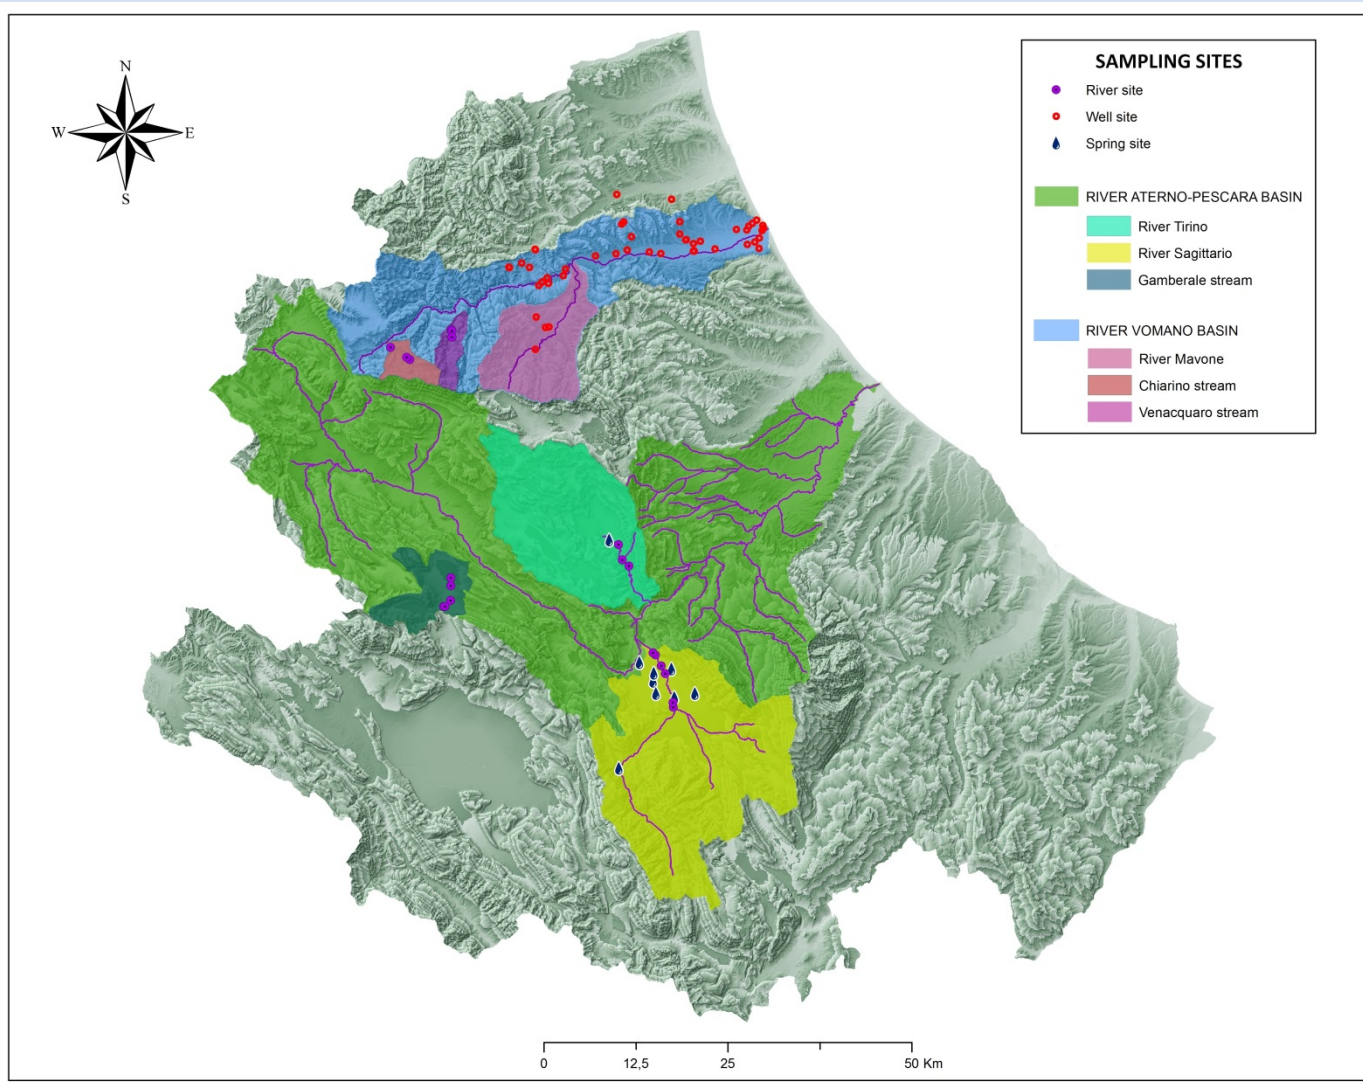 N
W
E
S
SAMPLING SITES
River site
Well site
Spring site
RIVER ATERNO-PESCARA BASIN
River Tirino
River Sagittario
Gamberale stream
RIVER VOMANO BASIN
River Mavone
Chiarino stream
Venacquaro stream
0
12,5
25
50 Km